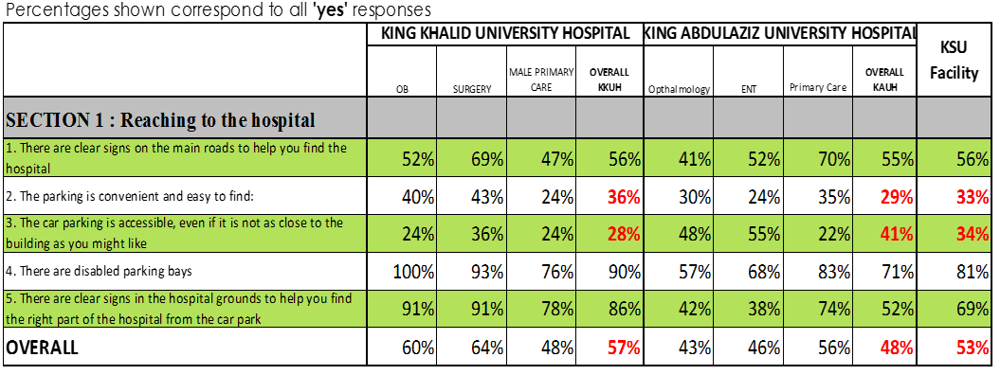 Percentages shown correspond to all 'yes' responses
KING KHALID UNIVERSITY HOSPITAL KING ABDULAZIZ UNIVERSITY HOSPITAL KSU Facility
OB SURGERY MALE PRIMARY CARE OVERALL KKUH Opthalmology ENT Primary Care OVERALL KAUH
SECTION 1 : Reaching to the hospital
1. There are clear signs on the main roads to help you find the
hospital
52% 69% 47% 56% 41% 52% 70% 55% 56%
2. The parking is convenient and easy to find: 40% 43% 24% 36% 30% 24% 35% 29% 33%
3. The car parking is accessible, even if it is not as close to the
building as you might like
24% 36% 24% 28% 48% 55% 22% 41% 34%
4. There are disabled parking bays 100% 93% 76% 90% 57% 68% 83% 71% 81%
5. There are clear signs in the hospital grounds to help you find
the right part of the hospital from the car park
91% 91% 78% 86% 42% 38% 74% 52% 69%
OVERALL 60% 64% 48% 57% 43% 46% 56% 48% 53%